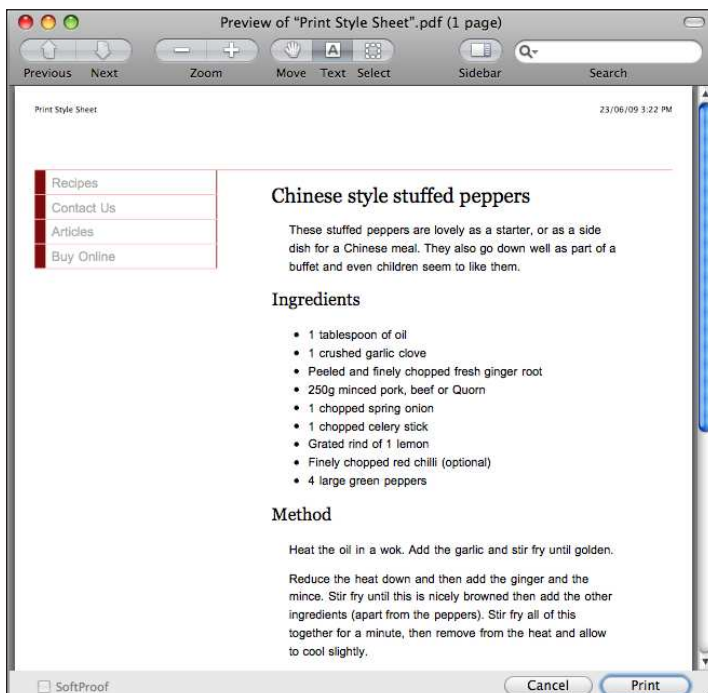 Preview of “Print Style Sheet”.pdf (1 page)
Previous Next Zoom Move Text Select Sidebar Search
Print Style Sheet 23/06/09 3:22 PM
Recipes
Contact Us
Articles
Buy Online
Chinese style stuffed peppers
These stuffed peppers are lovely as a starter, or as a side
dish for a Chinese meal. They also go down well as part of a
buffet and even children seem to like them.
Ingredients
• 1 tablespoon of oil
• 1 crushed garlic clove
• Peeled and finely chopped fresh ginger root
• 250g minced pork, beef or Quorn
• 1 chopped spring onion
• 1 chopped celery stick
• Grated rind of 1 lemon
• Finely chopped red chilli (optional)
• 4 large green peppers
Method
Heat the oil in a wok. Add the garlic and stir fry until golden.
Reduce the heat down and then add the ginger and the
mince. Stir fry until this is nicely browned then add the other
ingredients (apart from the peppers). Stir fry all of this
together for a minute, then remove from the heat and allow
to cool slightly.
SoftProof Cancel Print